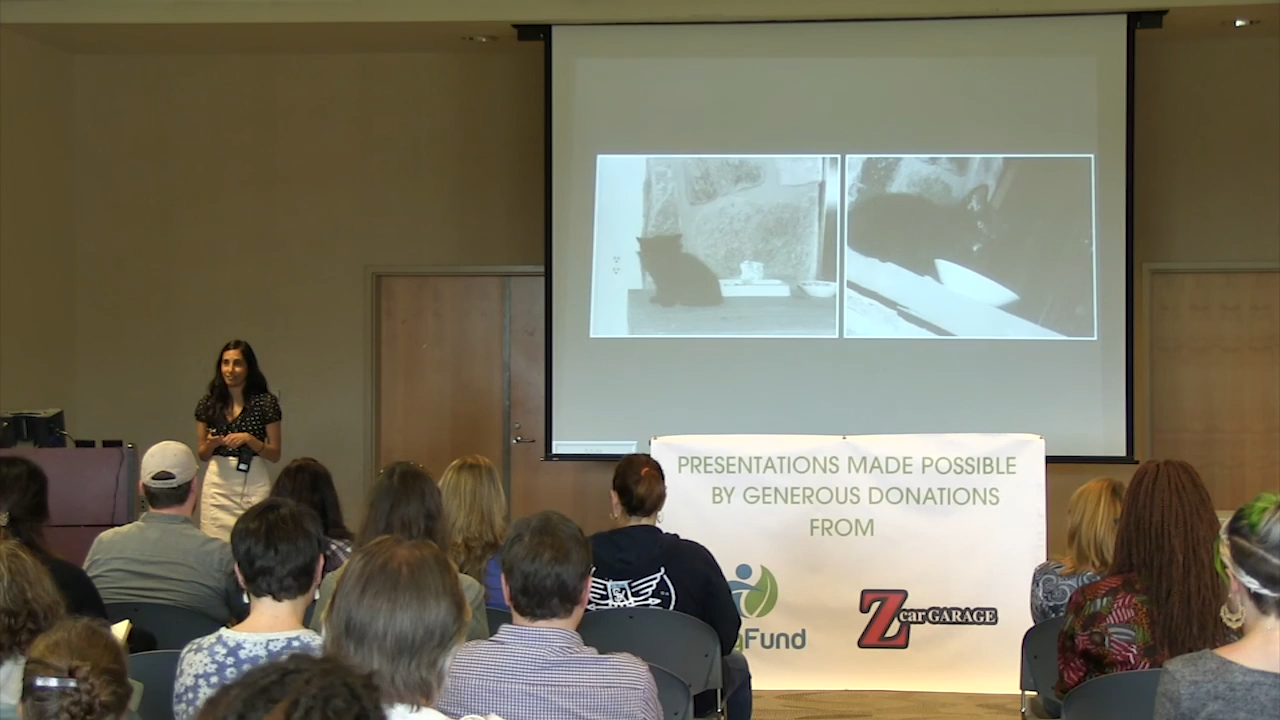 PRESENTATIONS MADE POSSIBLE
BY GENEROUS DONATIONS
FROM
Fund
Z car GARAGE